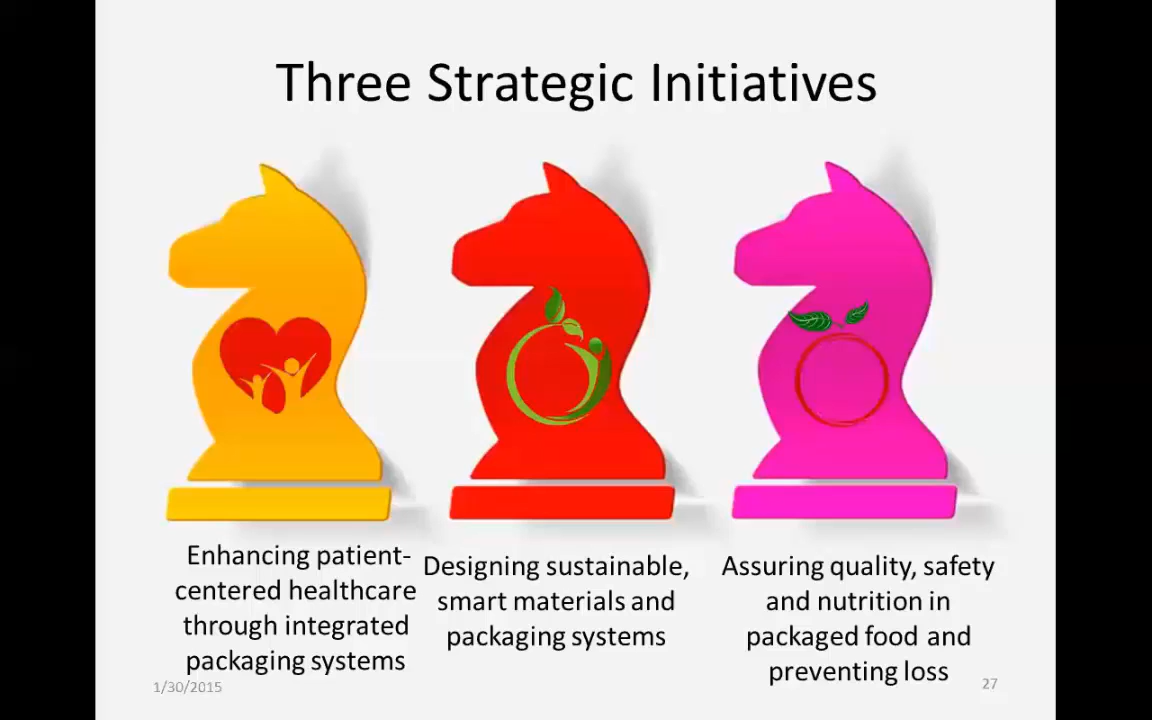 Three Strategic Initiatives
Enhancing patient-
centered healthcare
through integrated
packaging systems
Designing sustainable,
smart materials and
packaging systems
Assuring quality, safety
and nutrition in
packaged food and
preventing loss
1/30/2015
27